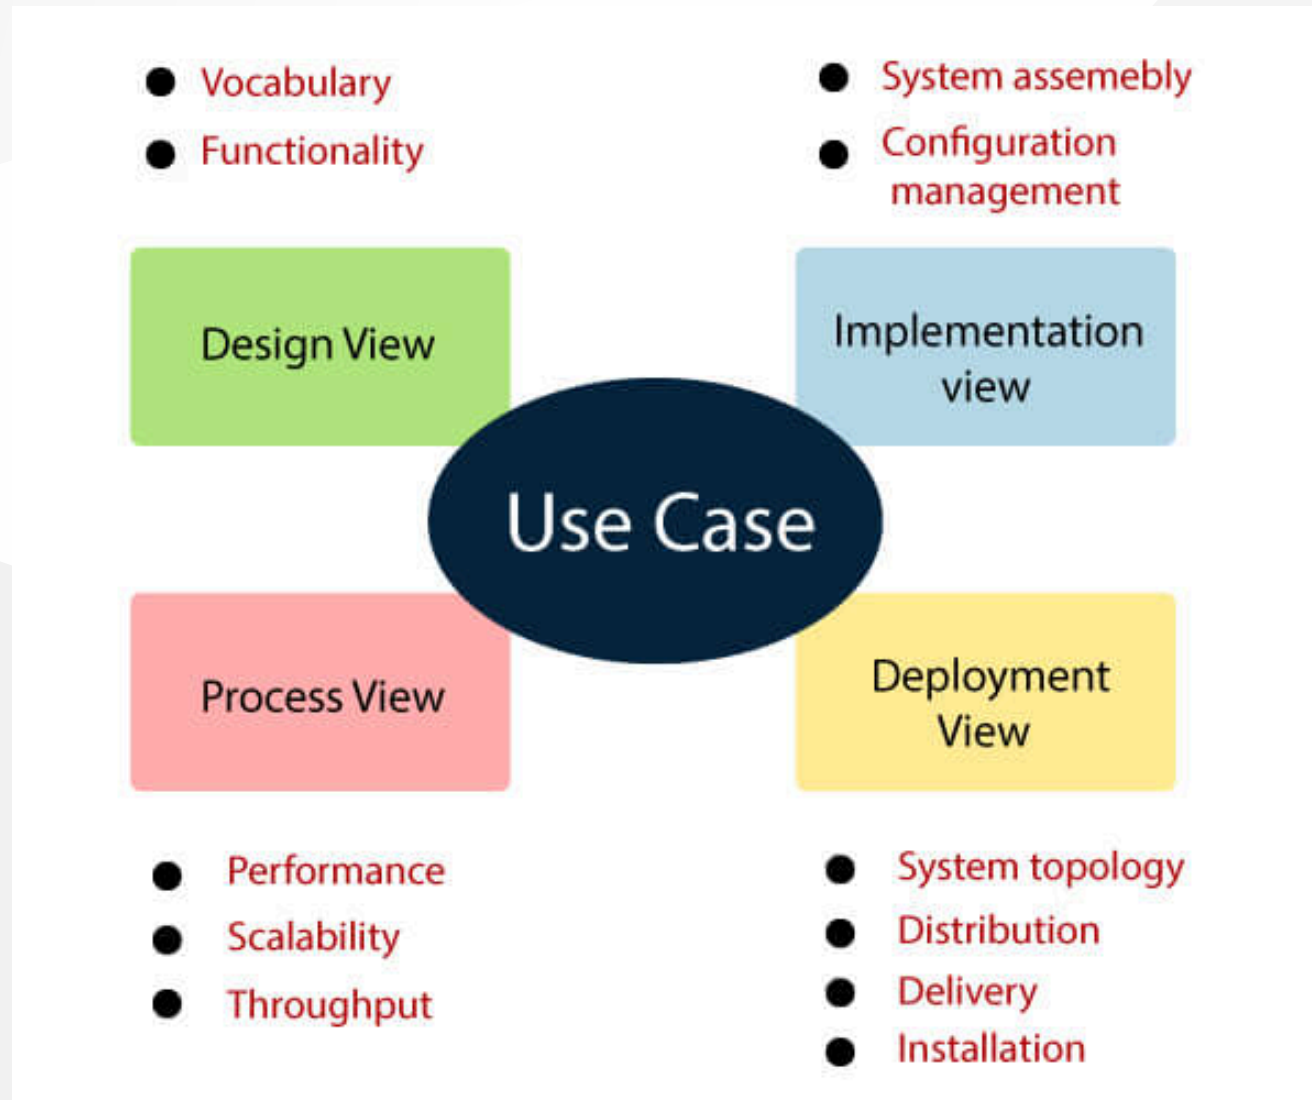 Vocabulary
Functionality
System assemebly
Configuration
management
Design View
Implementation
view
Use Case
Process View
Deployment
View
Performance
Scalability
Throughput
System topology
Distribution
Delivery
Installation